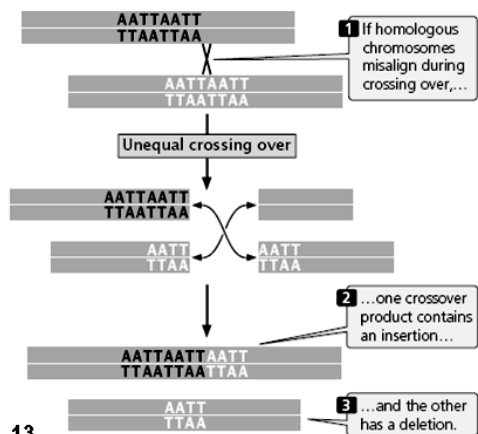 AATTAATT
TTAATTAA
1 If homologous
chromosomes
misalign during
crossing over,...
AATTAATT
TTAATTAA
Unequal crossing over
AATTAATT
TTAATTAA
AATT
TTAA
AATT
TTAA
2 ...one crossover
product contains
an insertion...
AATTAATTAATT
TTAATTAATTAA
AATT
TTAA
3 ...and the other
has a deletion.
13